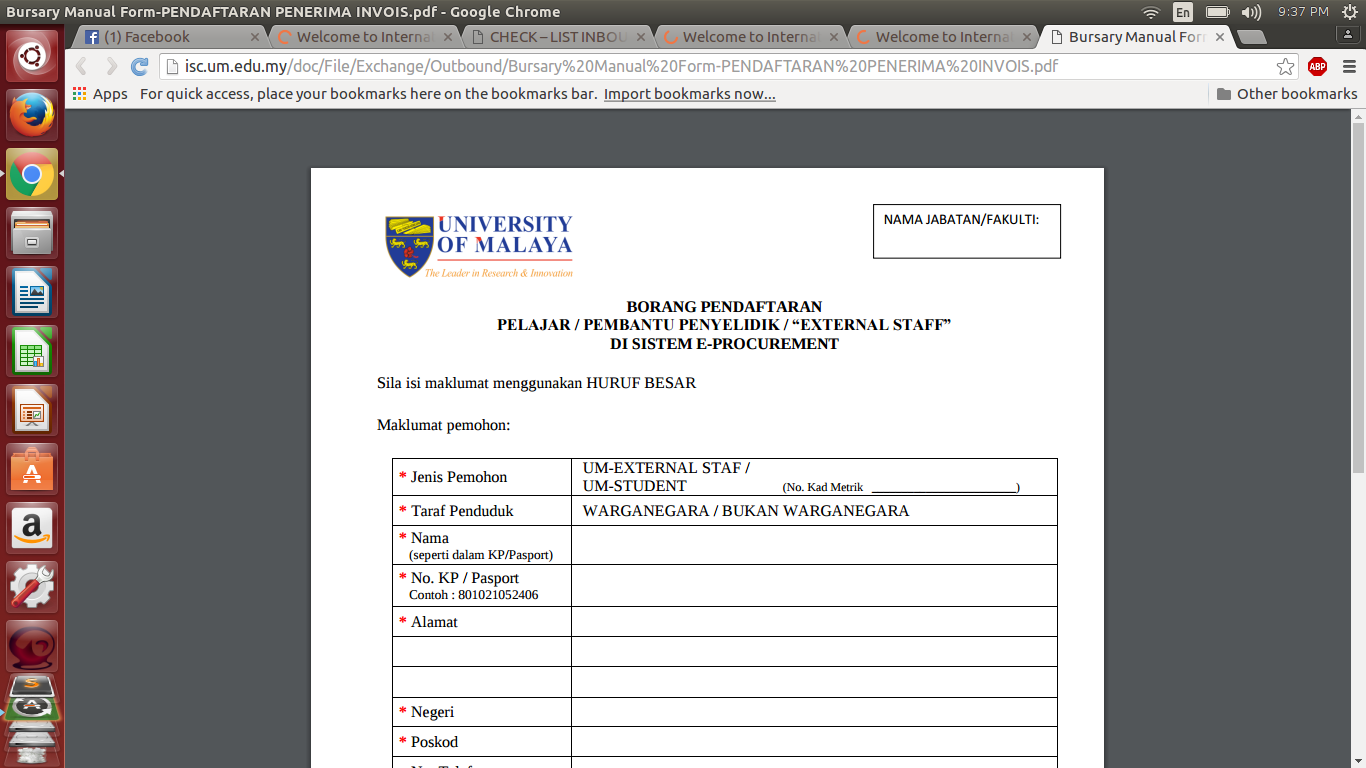 Bursary Manual Form-PENDAFTARAN PENERIMA INVOIS.pdf - Google Chrome
En
9:37 PM
(1) Facebook
Welcome to Interna
CHECK – LIST INBOU
Welcome to Interna
Welcome to Interna
Bursary Manual For
isc.um.edu.my/doc/File/Exchange/Outbound/Bursary%20Manual%20Form-PENDAFTARAN%20PENERIMA%20INVOIS.pdf
ABP
Apps
For quick access, place your bookmarks here on the bookmarks bar. Import bookmarks now...
Other bookmarks
UNIVERSITY
OF MALAYA
The Leader in Research & Innovation
NAMA JABATAN/FAKULTI:
BORANG PENDAFTARAN
PELAJAR / PEMBANTU PENYELIDIK / “EXTERNAL STAFF”
DI SISTEM E-PROCUREMENT
Sila isi maklumat menggunakan HURUF BESAR
Maklumat pemohon:
* Jenis Pemohon
UM-EXTERNAL STAF /
UM-STUDENT (No. Kad Metrik ____________________)
* Taraf Penduduk
WARGANEGARA / BUKAN WARGANEGARA
* Nama
(seperti dalam KP/Pasport)
* No. KP / Pasport
Contoh : 801021052406
* Alamat
* Negeri
* Poskod